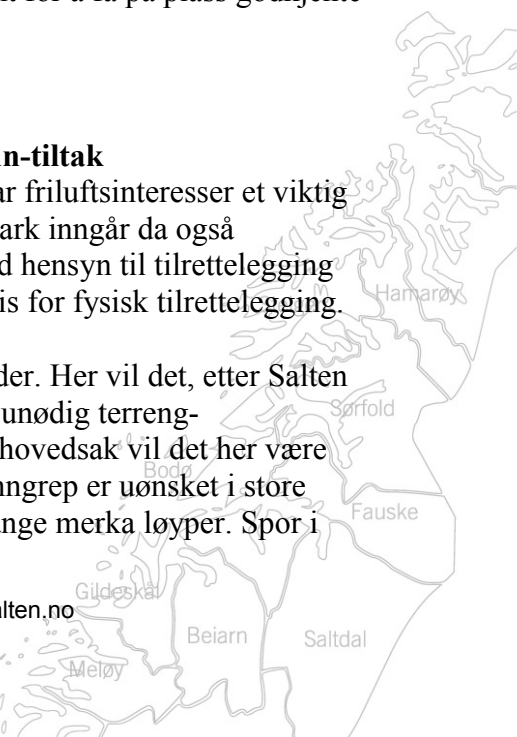 for å få på plass godkjente
n-tiltak
ar friluftsinteresser et viktig
ark inngår da også
d hensyn til tilrettelegging
is for fysisk tilrettelegging.
Hamarøy
der. Her vil det, etter Salten
unødig terreng-
Sørfold
hovedsak vil det her være
Bodø
nngrep er uønsket i store
Fauske
nge merka løyper. Spor i
Gildeskål
lten.no
Beiarn
Saltdal
Meløy